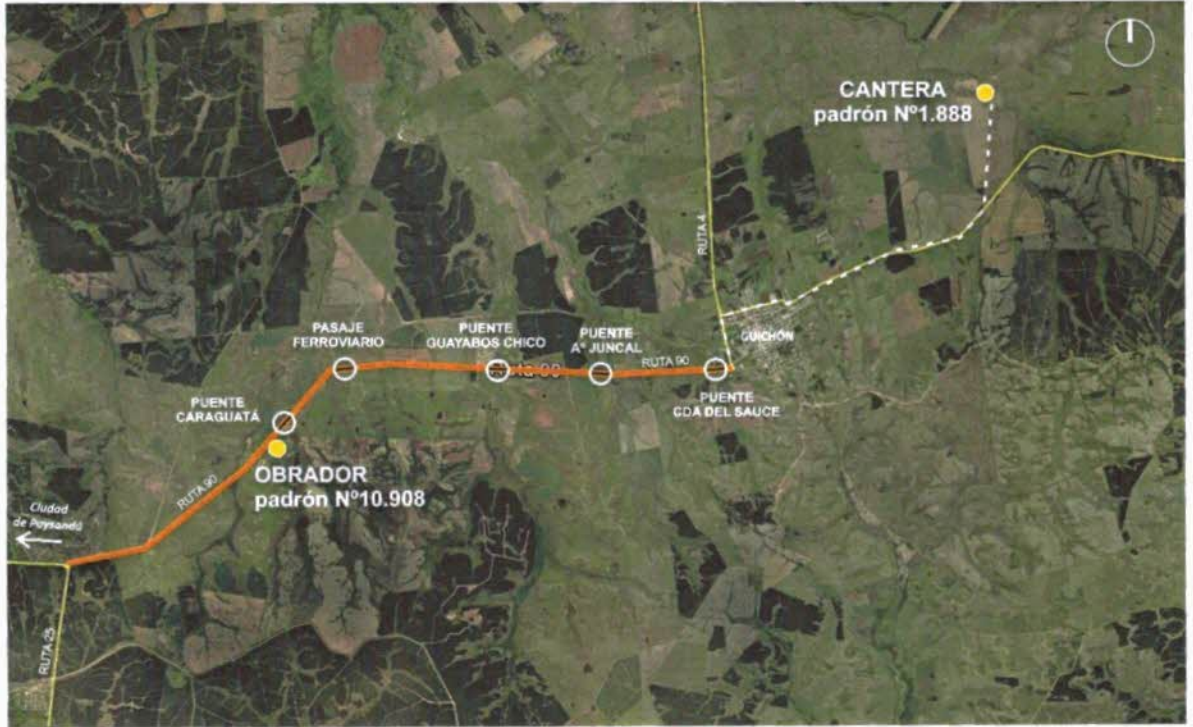 CANTERA
padrón Nº1.888
RUTA 4
PASAJE
FERROVIARIO
PUENTE
GUAYABOS CHICO
PUENTE
Aº JUNCAL
GUICHÓN
RUTA 90
PUENTE
CARAGUATÁ
PUENTE
CDA DEL SAUCE
OBRADOR
padrón Nº10.908
RUTA 90
Ciudad
de Paysandú
RUTA 25